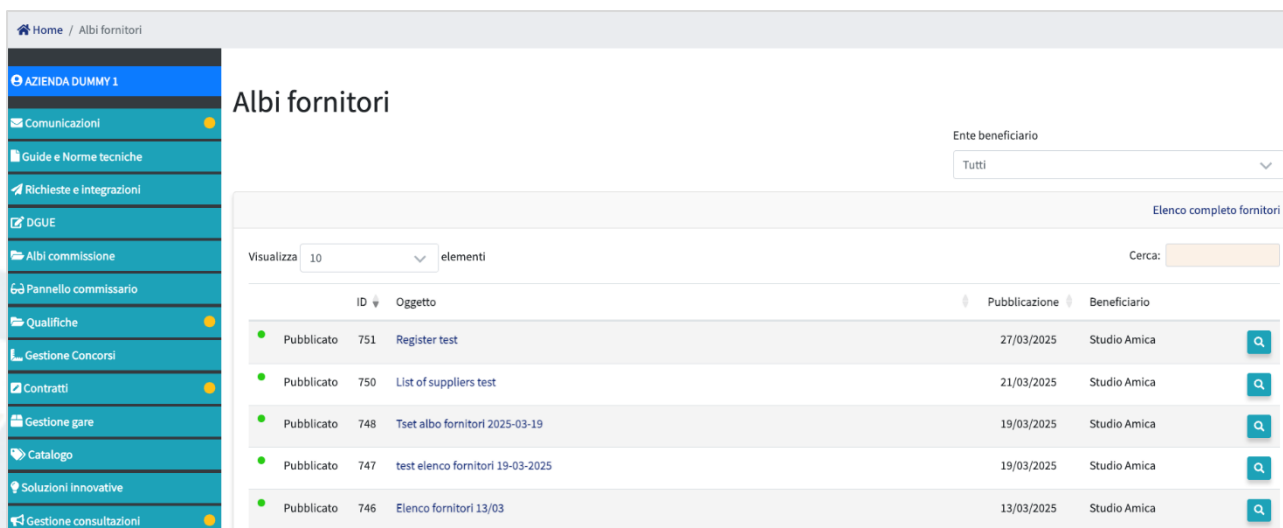 Home / Albi fornitori
AZIENDA DUMMY 1
Comunicazioni
Guide e Norme tecniche
Richieste e integrazioni
DGUE
Albi commissione
Pannello commissario
Qualifiche
Gestione Concorsi
Contratti
Gestione gare
Catalogo
Soluzioni innovative
Gestione consultazioni
Albi fornitori
Ente beneficiario
Tutti
Elenco completo fornitori
Visualizza 10 elementi Cerca:
ID Oggetto Pubblicazione Beneficiario
Pubblicato 751 Register test 27/03/2025 Studio Amica
Pubblicato 750 List of suppliers test 21/03/2025 Studio Amica
Pubblicato 748 Tset albo fornitori 2025-03-19 19/03/2025 Studio Amica
Pubblicato 747 test elenco fornitori 19-03-2025 19/03/2025 Studio Amica
Pubblicato 746 Elenco fornitori 13/03 13/03/2025 Studio Amica